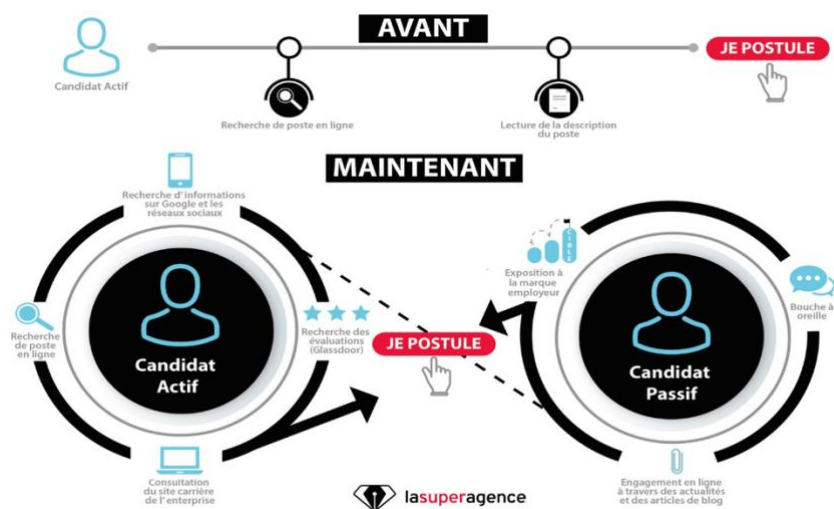 AVANT
Candidat Actif
Recherche de poste en ligne
Lecture de la description
du poste
JE POSTULE
MAINTENANT
Recherche d'informations
sur Google et les
réseaux sociaux
Recherche
de poste
en ligne
Candidat
Actif
Recherche des
évaluations
(Glassdoor)
Consultation
du site carrière
de l'enterprise
JE POSTULE
CIBLE
Exposition à
la marque
employeur
Bouche à
oreille
Candidat
Passif
Engagement en ligne
à travers des actualités
et des articles de blog
lasuperagence